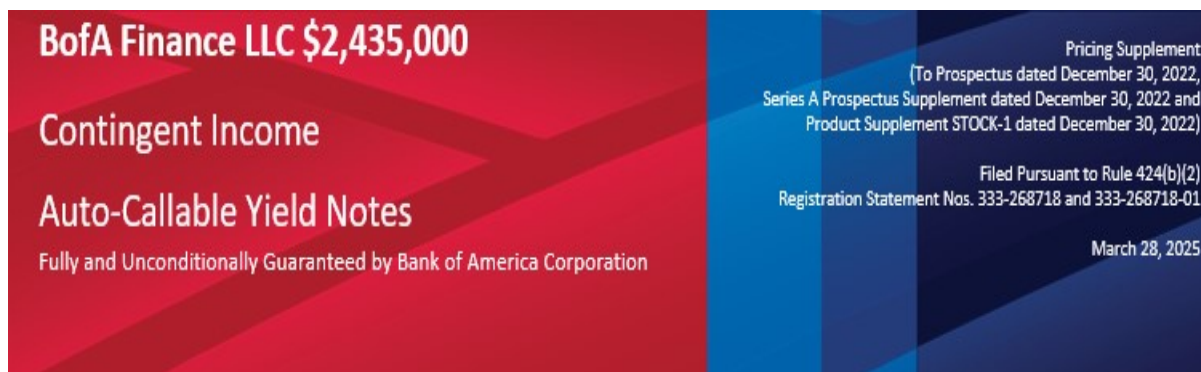 BofA Finance LLC $2,435,000
Contingent Income
Auto-Callable Yield Notes
Fully and Unconditionally Guaranteed by Bank of America Corporation
Pricing Supplement
(To Prospectus dated December 30, 2022,
Series A Prospectus Supplement dated December 30, 2022 and
Product Supplement STOCK-1 dated December 30, 2022)
Filed Pursuant to Rule 424(b)(2)
Registration Statement Nos. 333-268718 and 333-268718-01
March 28, 2025